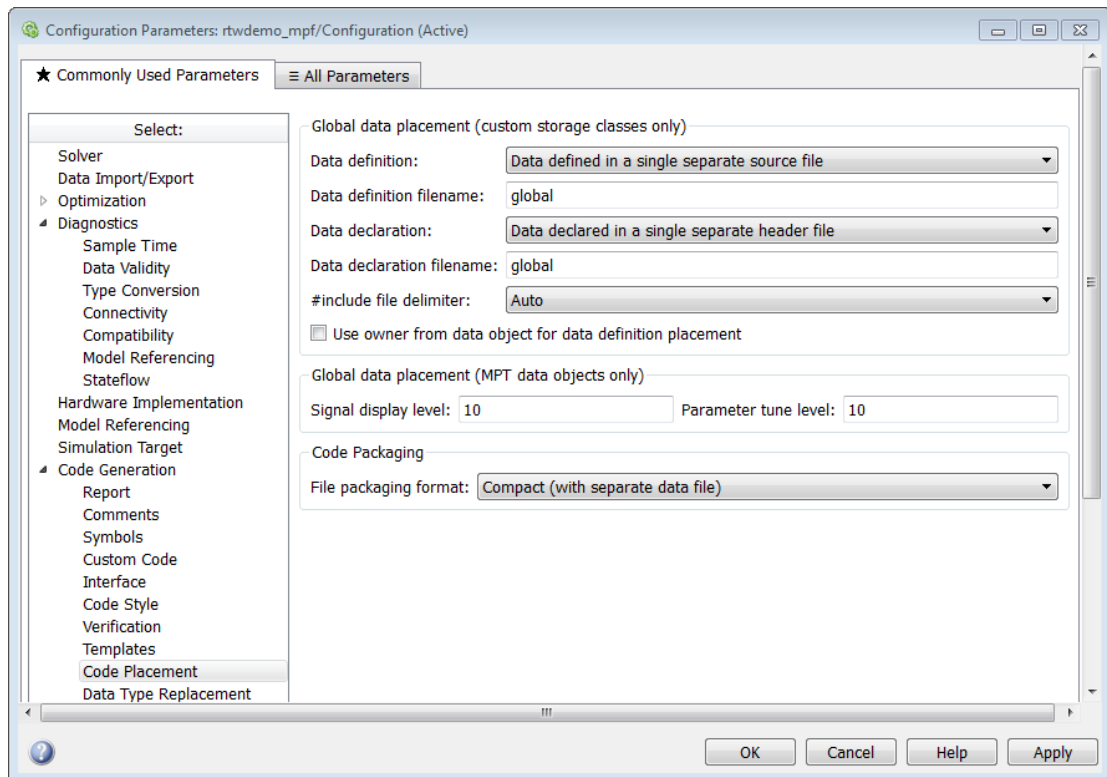 Configuration Parameters: rtwdemo_mpf/Configuration (Active)
★ Commonly Used Parameters
≡ All Parameters
Select:
Solver
Data Import/Export
Optimization
Diagnostics
Sample Time
Data Validity
Type Conversion
Connectivity
Compatibility
Model Referencing
Stateflow
Hardware Implementation
Model Referencing
Simulation Target
Code Generation
Report
Comments
Symbols
Custom Code
Interface
Code Style
Verification
Templates
Code Placement
Data Type Replacement
Global data placement (custom storage classes only)
Data definition: Data defined in a single separate source file
Data definition filename: global
Data declaration: Data declared in a single separate header file
Data declaration filename: global
#include file delimiter: Auto
Use owner from data object for data definition placement
Global data placement (MPT data objects only)
Signal display level: 10 Parameter tune level: 10
Code Packaging
File packaging format: Compact (with separate data file)
? OK Cancel Help Apply